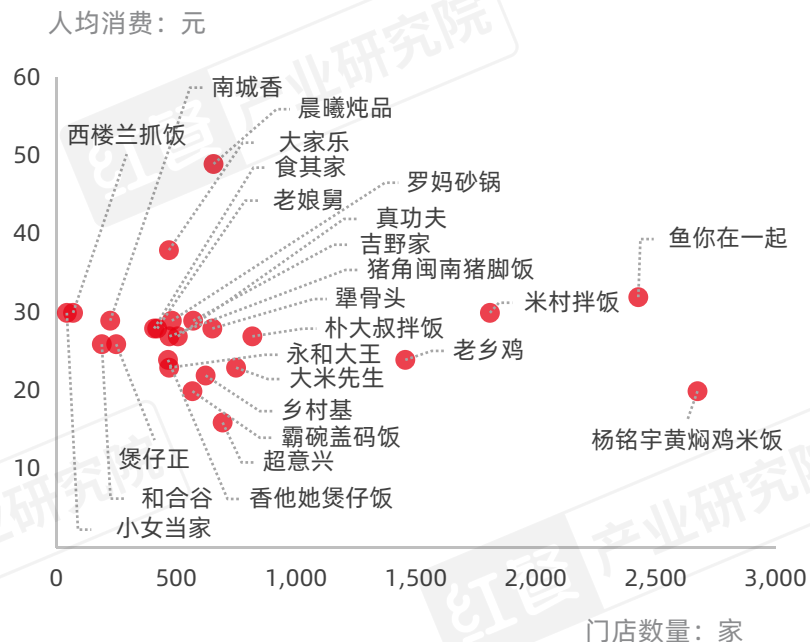 人均消费：元
60
南城香
晨曦炖品
西楼兰抓饭
大家乐
50
食其家
罗妈砂锅
老娘舅
真功夫
40
鱼你在一起
吉野家
猪角闽南猪脚饭
犟骨头
米村拌饭
30
朴大叔拌饭
永和大王
老乡鸡
大米先生
20
乡村基
霸碗盖码饭
杨铭宇黄焖鸡米饭
煲仔正
超意兴
10
和合谷
香他她煲仔饭
小女当家
0
500
1,000
1,500
2,000
2,500
3,000
门店数量：家
红餐 产业研究院
产业研究院
红餐 产业研究院